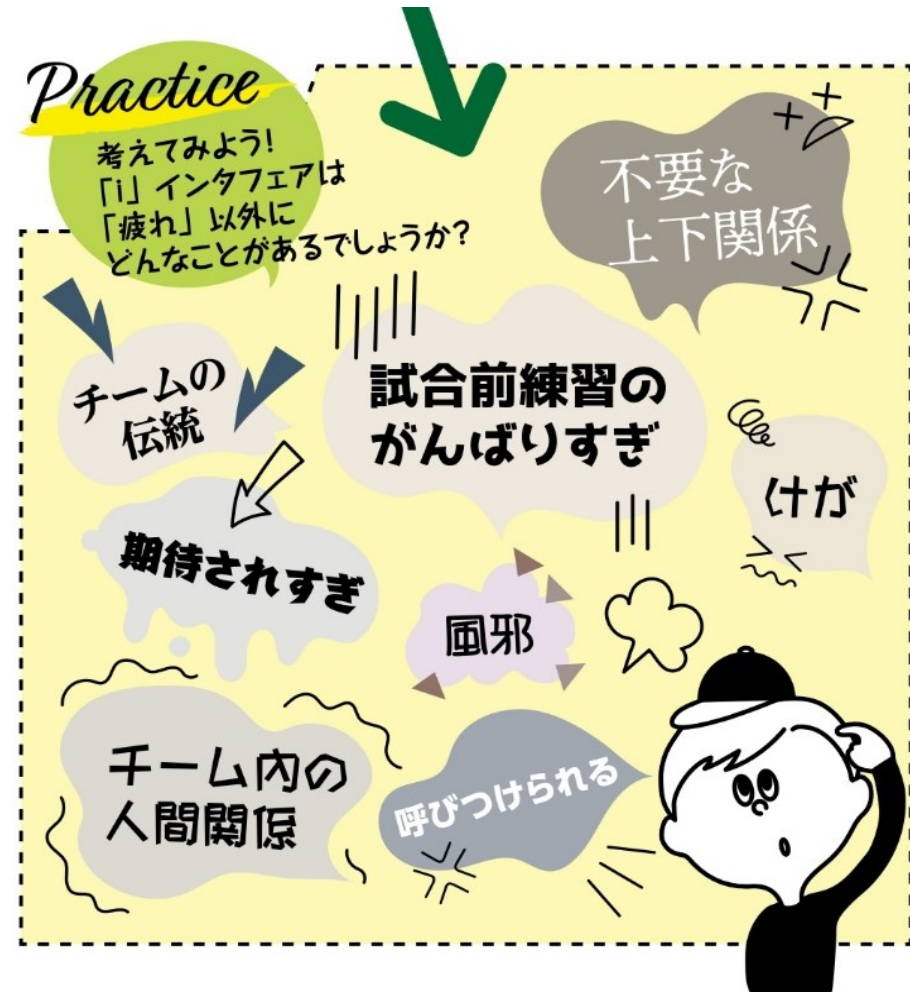 Practice
考えてみよう!
「i」インタフェアは
「疲れ」以外に
どんなことがあるでしょうか?
不要な
上下関係
チームの
伝統
試合前練習の
がんばりすぎ
けが
期待されすぎ
風邪
チーム内の
人間関係
呼びつけられる